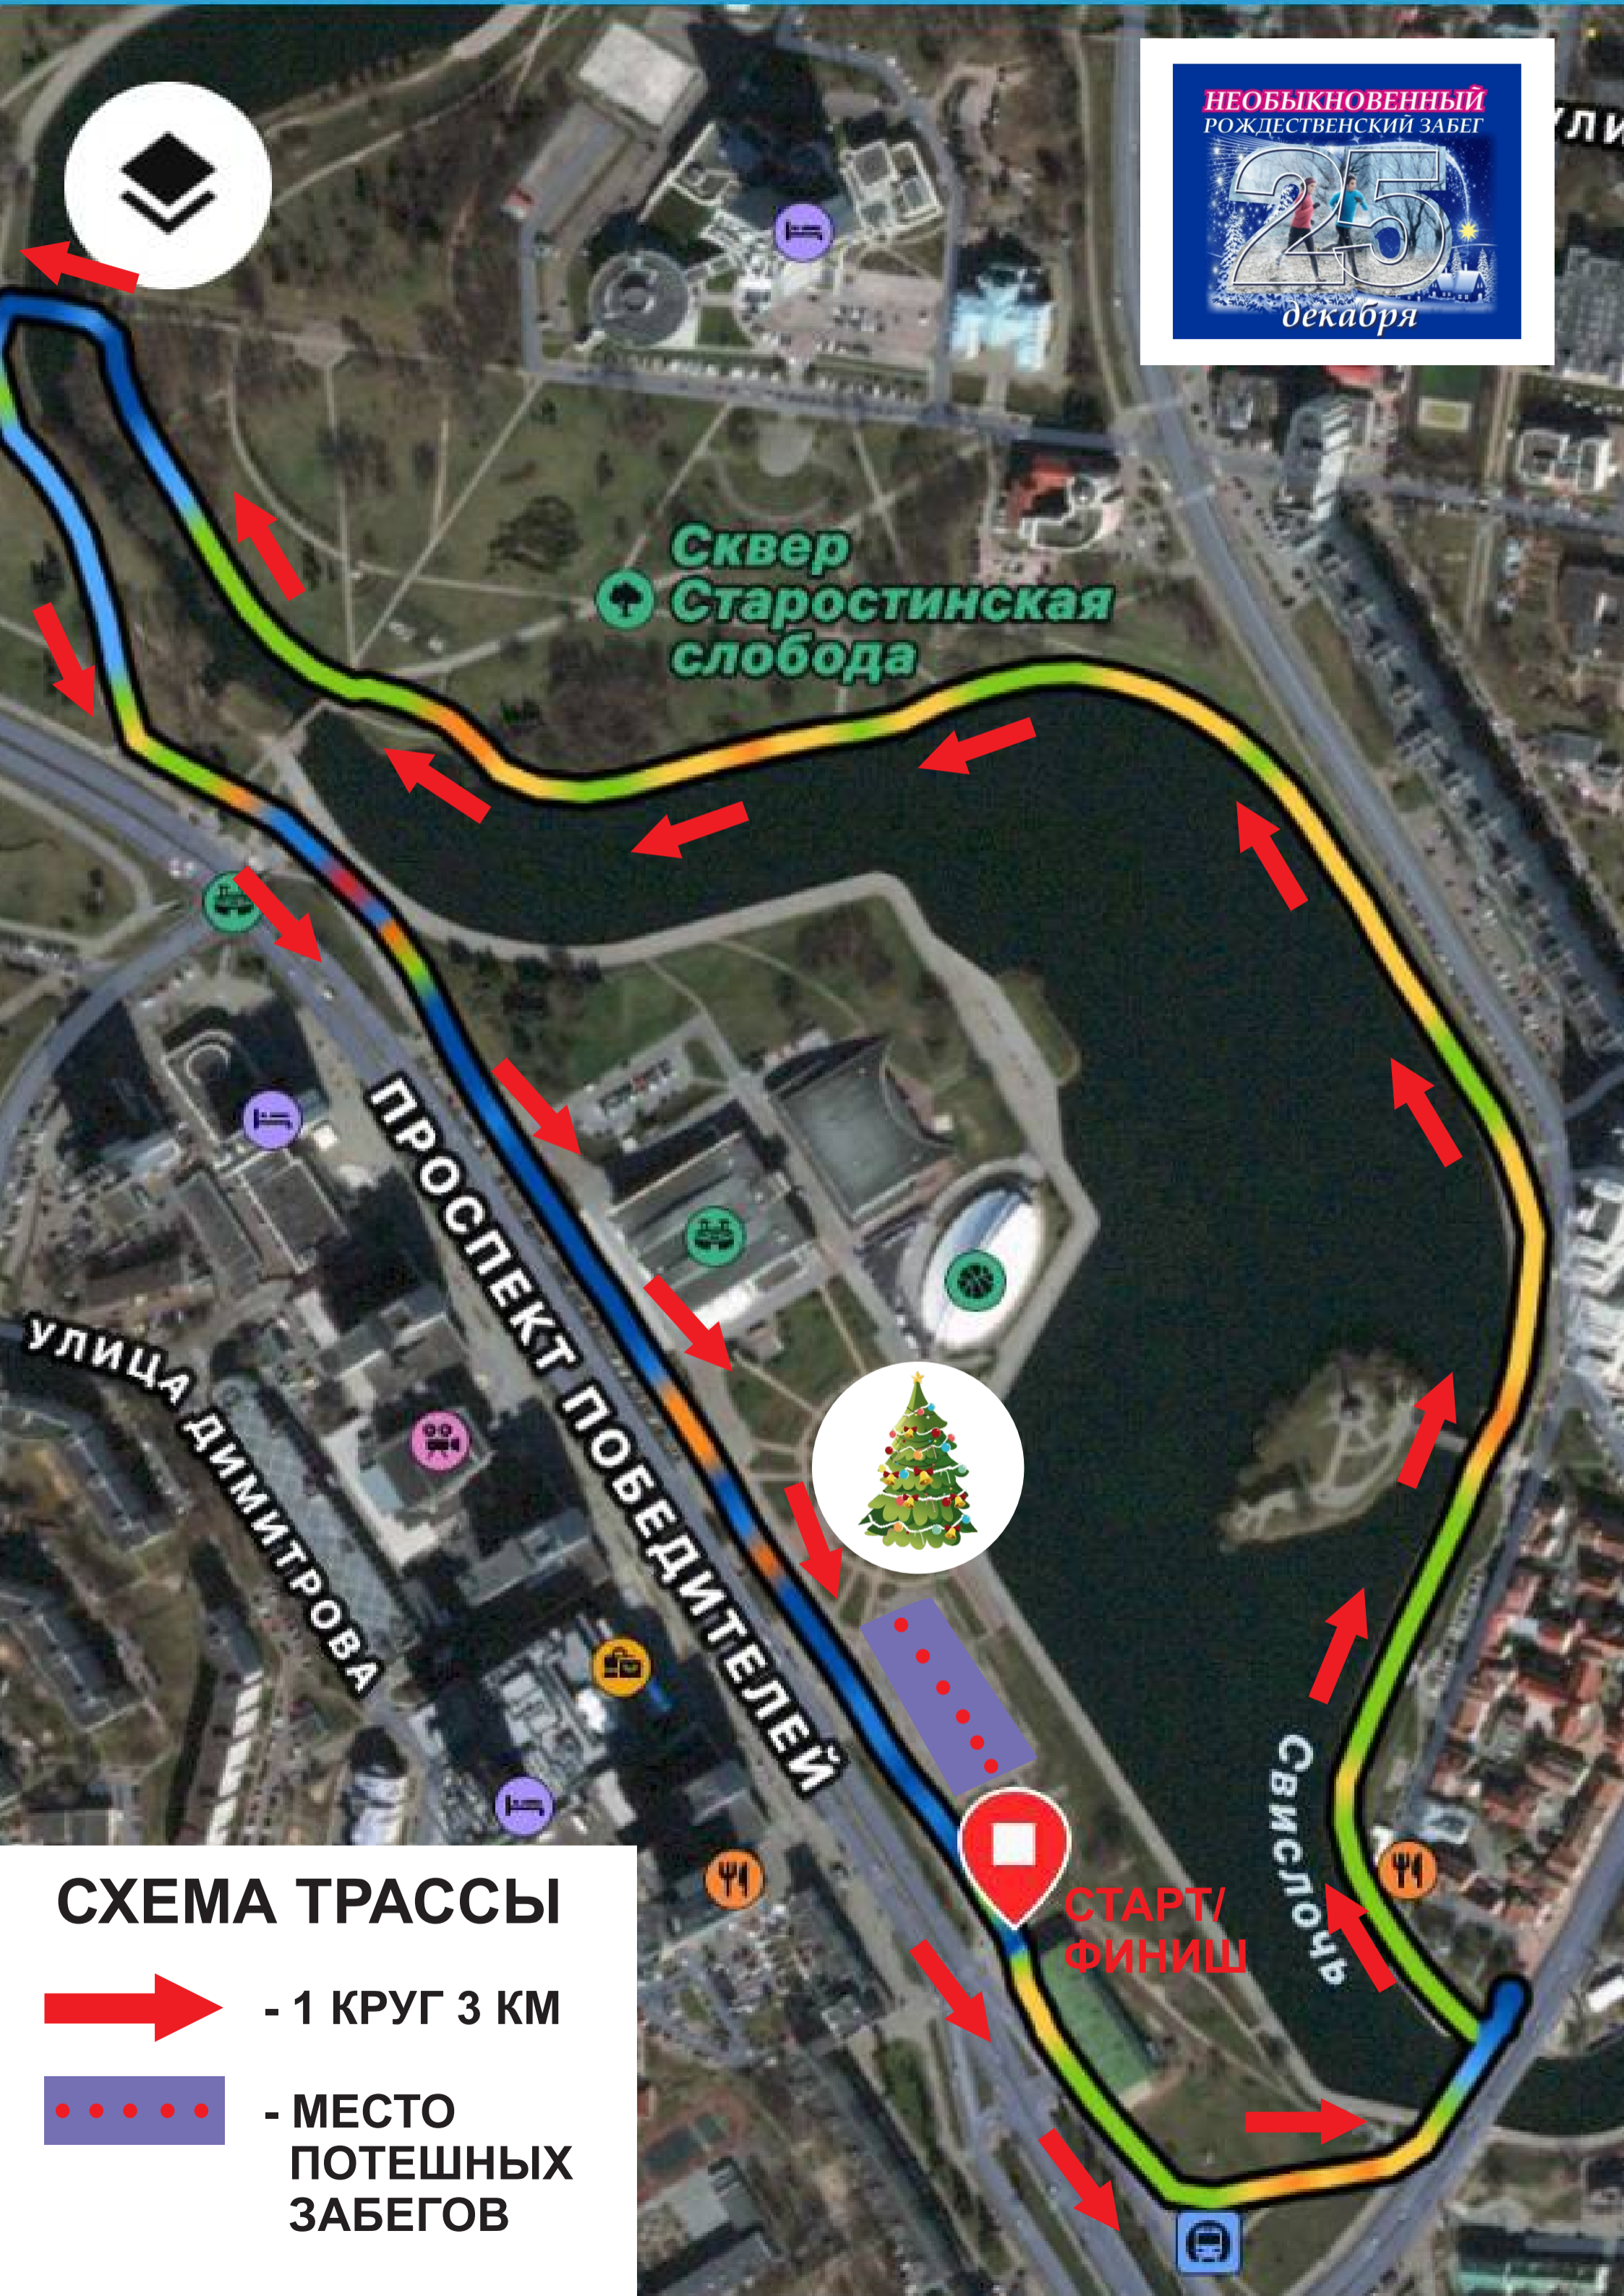 НЕОБЫКНОВЕННЫЙ
РОЖДЕСТВЕНСКИЙ ЗАБЕГ
25
декабря
Сквер
Старостинская
слобода
ПРОСПЕКТ ПОБЕДИТЕЛЕЙ
УЛИЦА ДИМИТРОВА
Свислочь
СТАРТ/
ФИНИШ
СХЕМА ТРАССЫ
- 1 КРУГ 3 КМ
- МЕСТО
ПОТЕШНЫХ
ЗАБЕГОВ